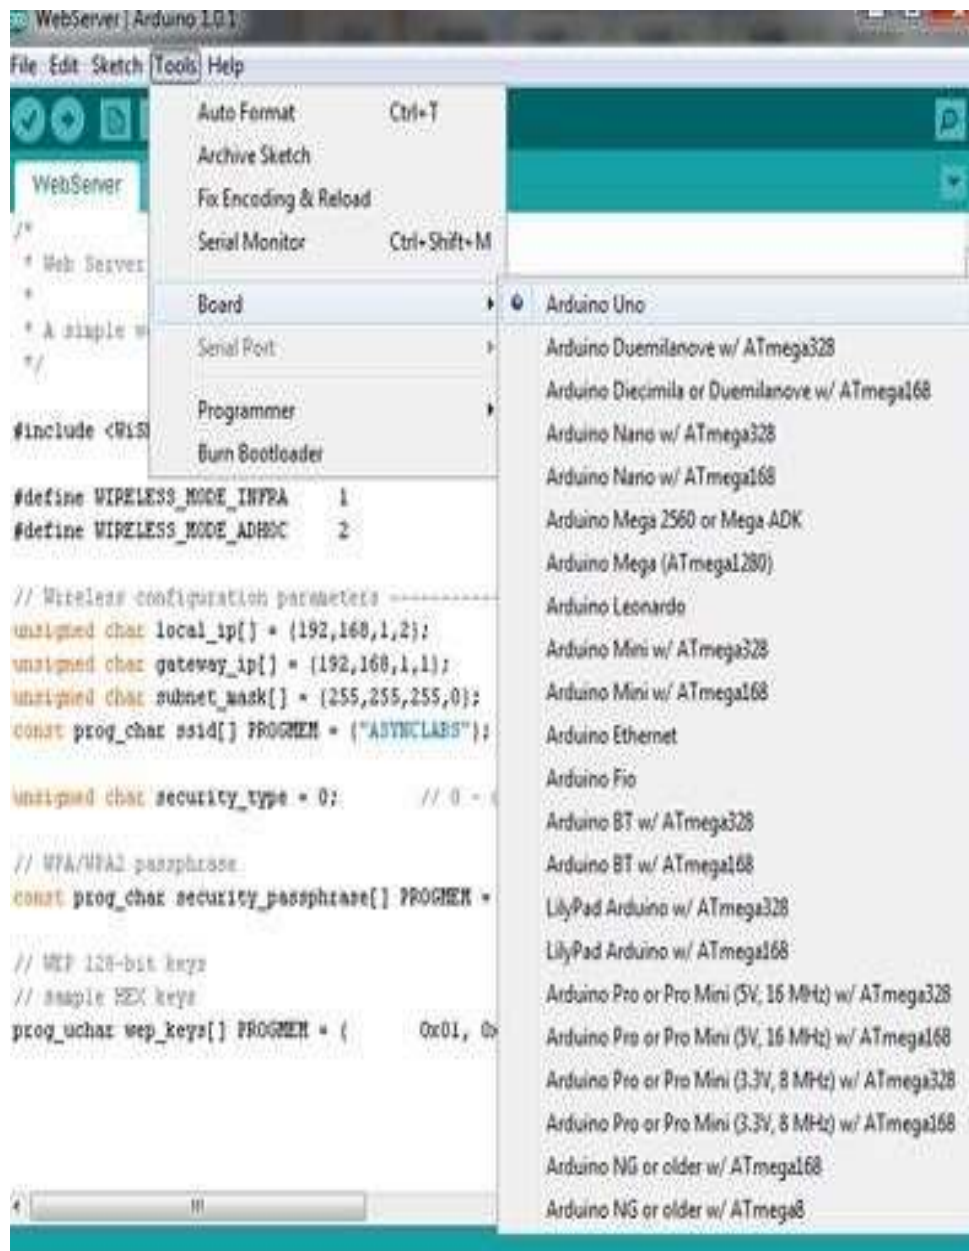 WebServer | Arduino 1.0.1
File Edit Sketch Tools Help
Auto Format Ctrl+T
Archive Sketch
Fix Encoding & Reload
Serial Monitor Ctrl+Shift+M
Board
Serial Port
Programmer
Burn Bootloader
Arduino Uno
Arduino Duemilanove w/ ATmega328
Arduino Diecimila or Duemilanove w/ ATmega168
Arduino Nano w/ ATmega328
Arduino Nano w/ ATmega168
Arduino Mega 2560 or Mega ADK
Arduino Mega (ATmega1280)
Arduino Leonardo
Arduino Mini w/ ATmega328
Arduino Mini w/ ATmega168
Arduino Ethernet
Arduino Fio
Arduino BT w/ ATmega328
Arduino BT w/ ATmega168
LilyPad Arduino w/ ATmega328
LilyPad Arduino w/ ATmega168
Arduino Pro or Pro Mini (5V, 16 MHz) w/ ATmega328
Arduino Pro or Pro Mini (5V, 16 MHz) w/ ATmega168
Arduino Pro or Pro Mini (3.3V, 8 MHz) w/ ATmega328
Arduino Pro or Pro Mini (3.3V, 8 MHz) w/ ATmega168
Arduino NG or older w/ ATmega168
Arduino NG or older w/ ATmega8
WebServer
/*
* Web Server
*
* A simple w
*/
#include <WiSh
#define WIRELESS_MODE_INFRA 1
#define WIRELESS_MODE_ADHOC 2
// Wireless configuration parameters ------------
unsigned char local_ip[] = {192,168,1,2};
unsigned char gateway_ip[] = {192,168,1,1};
unsigned char subnet_mask[] = {255,255,255,0};
const prog_char ssid[] PROGMEM = {"ASYNCLABS"};
unsigned char security_type = 0; // 0 -
// WPA/WPA2 passphrase
const prog_char security_passphrase[] PROGMEM =
// WEP 128-bit keys
// sample HEX keys
prog_uchar wep_keys[] PROGMEM = { 0x01, 0x